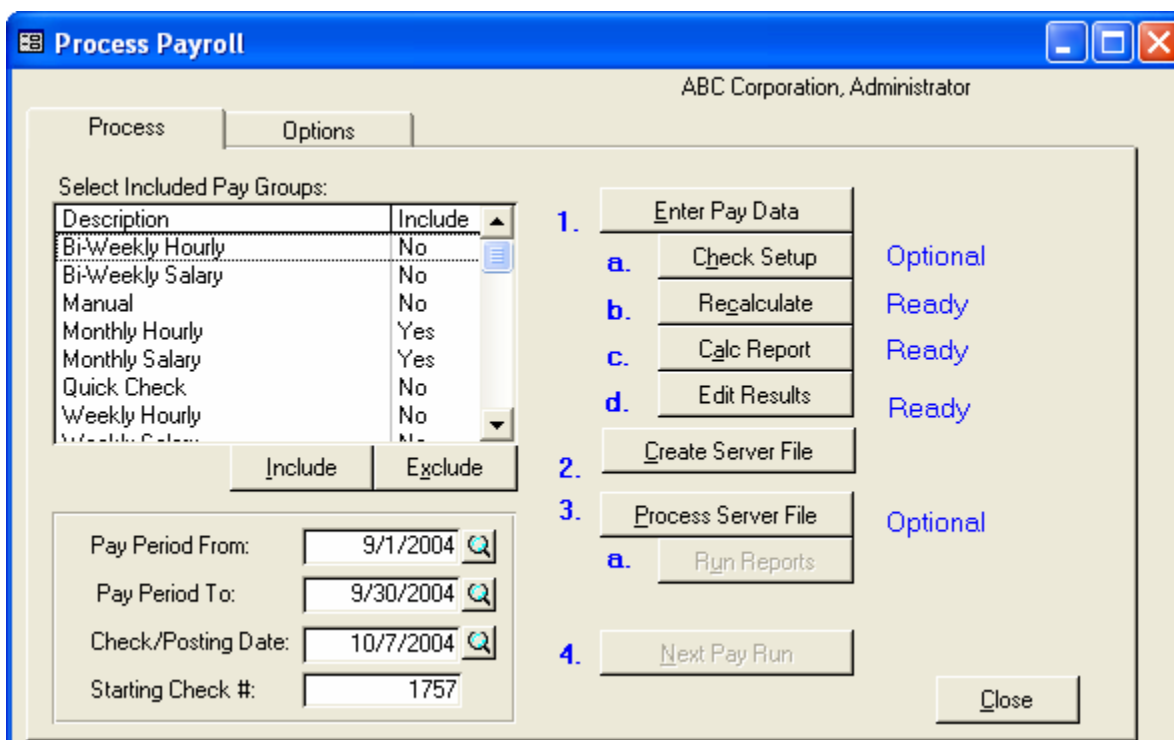 Process Payroll
ABC Corporation, Administrator
Process Options
Select Included Pay Groups:
Description Include
Bi-Weekly Hourly No
Bi-Weekly Salary No
Manual No
Monthly Hourly Yes
Monthly Salary Yes
Quick Check No
Weekly Hourly No
Weekly Salary No
Include Exclude
Pay Period From: 9/1/2004
Pay Period To: 9/30/2004
Check/Posting Date: 10/7/2004
Starting Check #: 1757
1. Enter Pay Data
a. Check Setup Optional
b. Recalculate Ready
c. Calc Report Ready
d. Edit Results Ready
2. Create Server File
3. Process Server File Optional
a. Run Reports
4. Next Pay Run
Close